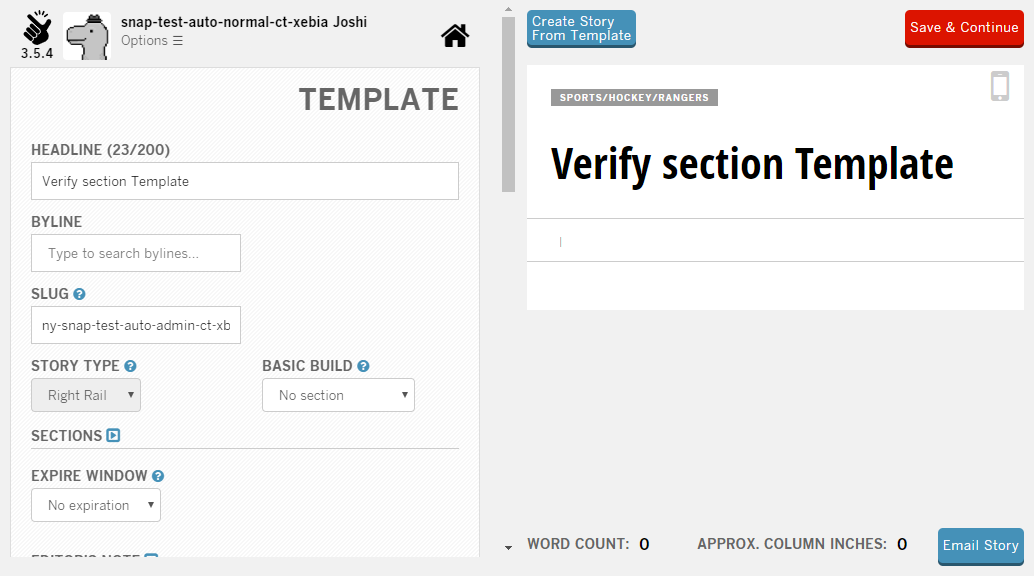 snap-test-auto-normal-ct-xebia Joshi
Options ☰
3.5.4
TEMPLATE
HEADLINE (23/200)
Verify section Template
BYLINE
Type to search bylines...
SLUG
ny-snap-test-auto-admin-ct-xb
STORY TYPE
BASIC BUILD
Right Rail
No section
SECTIONS
EXPIRE WINDOW
No expiration
EDITORIS NOTE
Create Story
From Template
Save & Continue
SPORTS/HOCKEY/RANGERS
Verify section Template
WORD COUNT: 0
APPROX. COLUMN INCHES: 0
Email Story